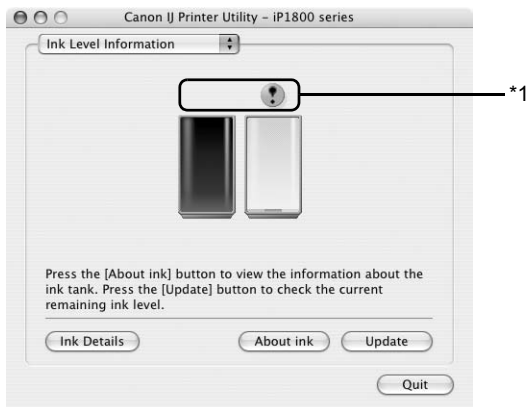 Canon IJ Printer Utility – iP1800 series
Ink Level Information
*1
Press the [About ink] button to view the information about the
ink tank. Press the [Update] button to check the current
remaining ink level.
Ink Details
About ink
Update
Quit